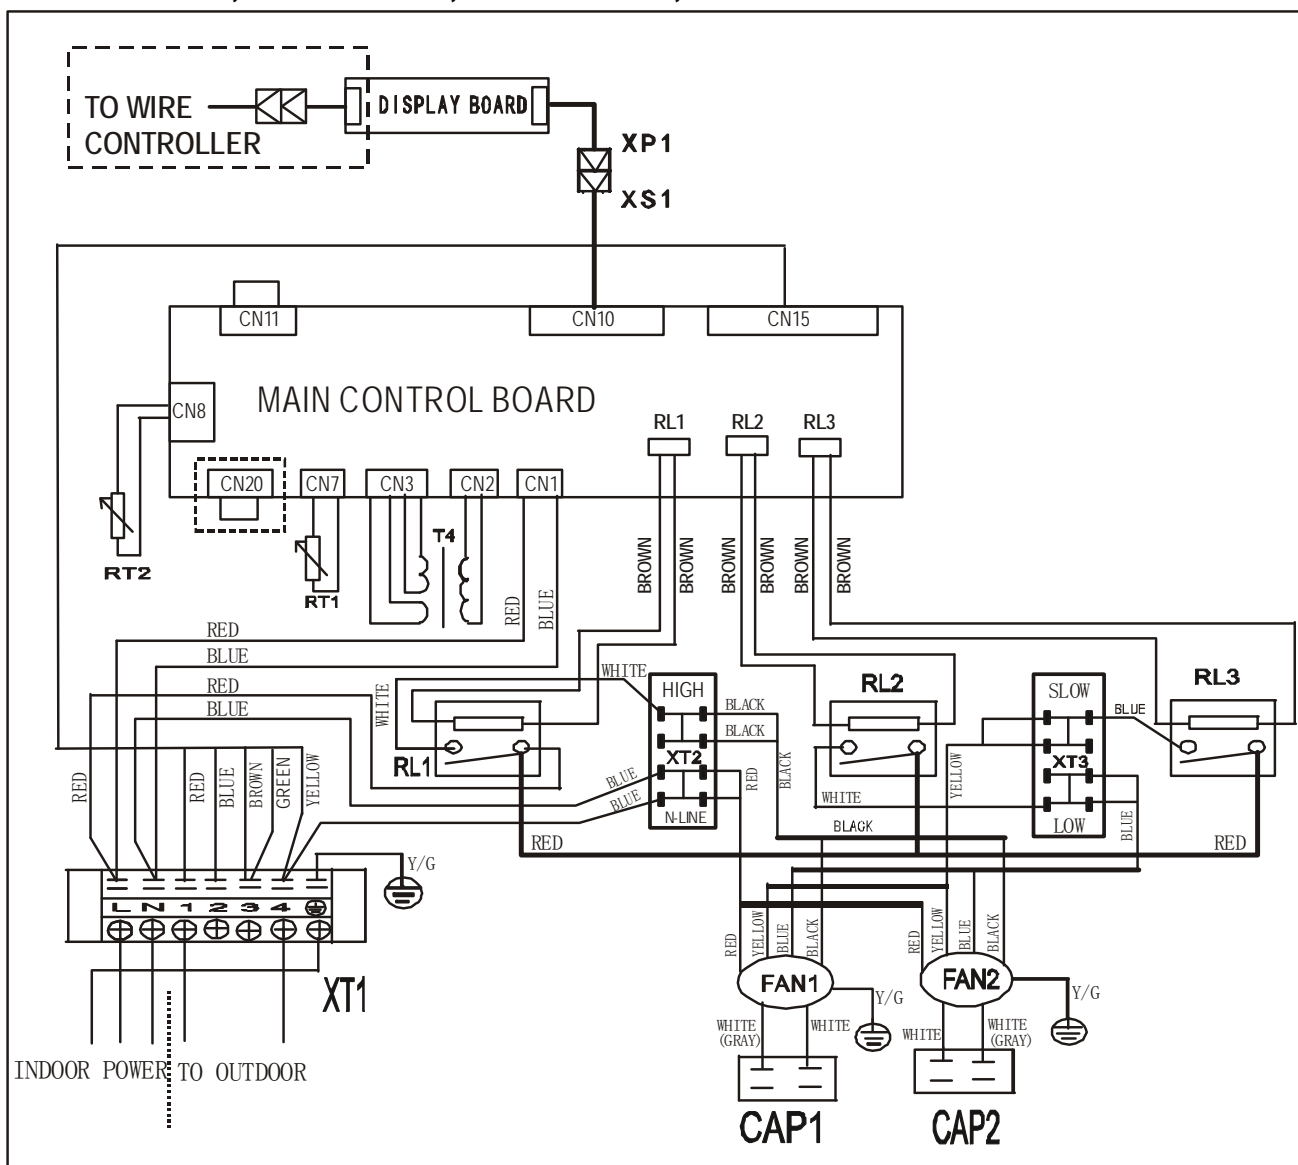 TO WIRE
CONTROLLER
DISPLAY BOARD
XP1
XS1
CN11
CN10
CN15
CN8
MAIN CONTROL BOARD
RL1
RL2
RL3
CN20
CN7
CN3
CN2
CN1
T4
RT2
RT1
RED
BLUE
BROWN
BROWN
BROWN
BROWN
BROWN
BROWN
RED
BLUE
RED
BLUE
WHITE
WHITE
HIGH
BLACK
BLACK
XT2
N-LINE
RL1
BLUE
BLUE
RED
BLACK
RL2
WHITE
YELLOW
SLOW
XT3
LOW
BLUE
BLUE
RL3
RED
RED
BLUE
BROWN
GREEN
YELLOW
RED
BLACK
RED
Y/G
L N 1 2 3 4
XT1
RED
YELLOW
BLUE
BLACK
RED
YELLOW
BLUE
BLACK
FAN1
FAN2
Y/G
Y/G
WHITE
(GRAY)
WHITE
WHITE
WHITE
(GRAY)
INDOOR POWER
TO OUTDOOR
CAP1
CAP2